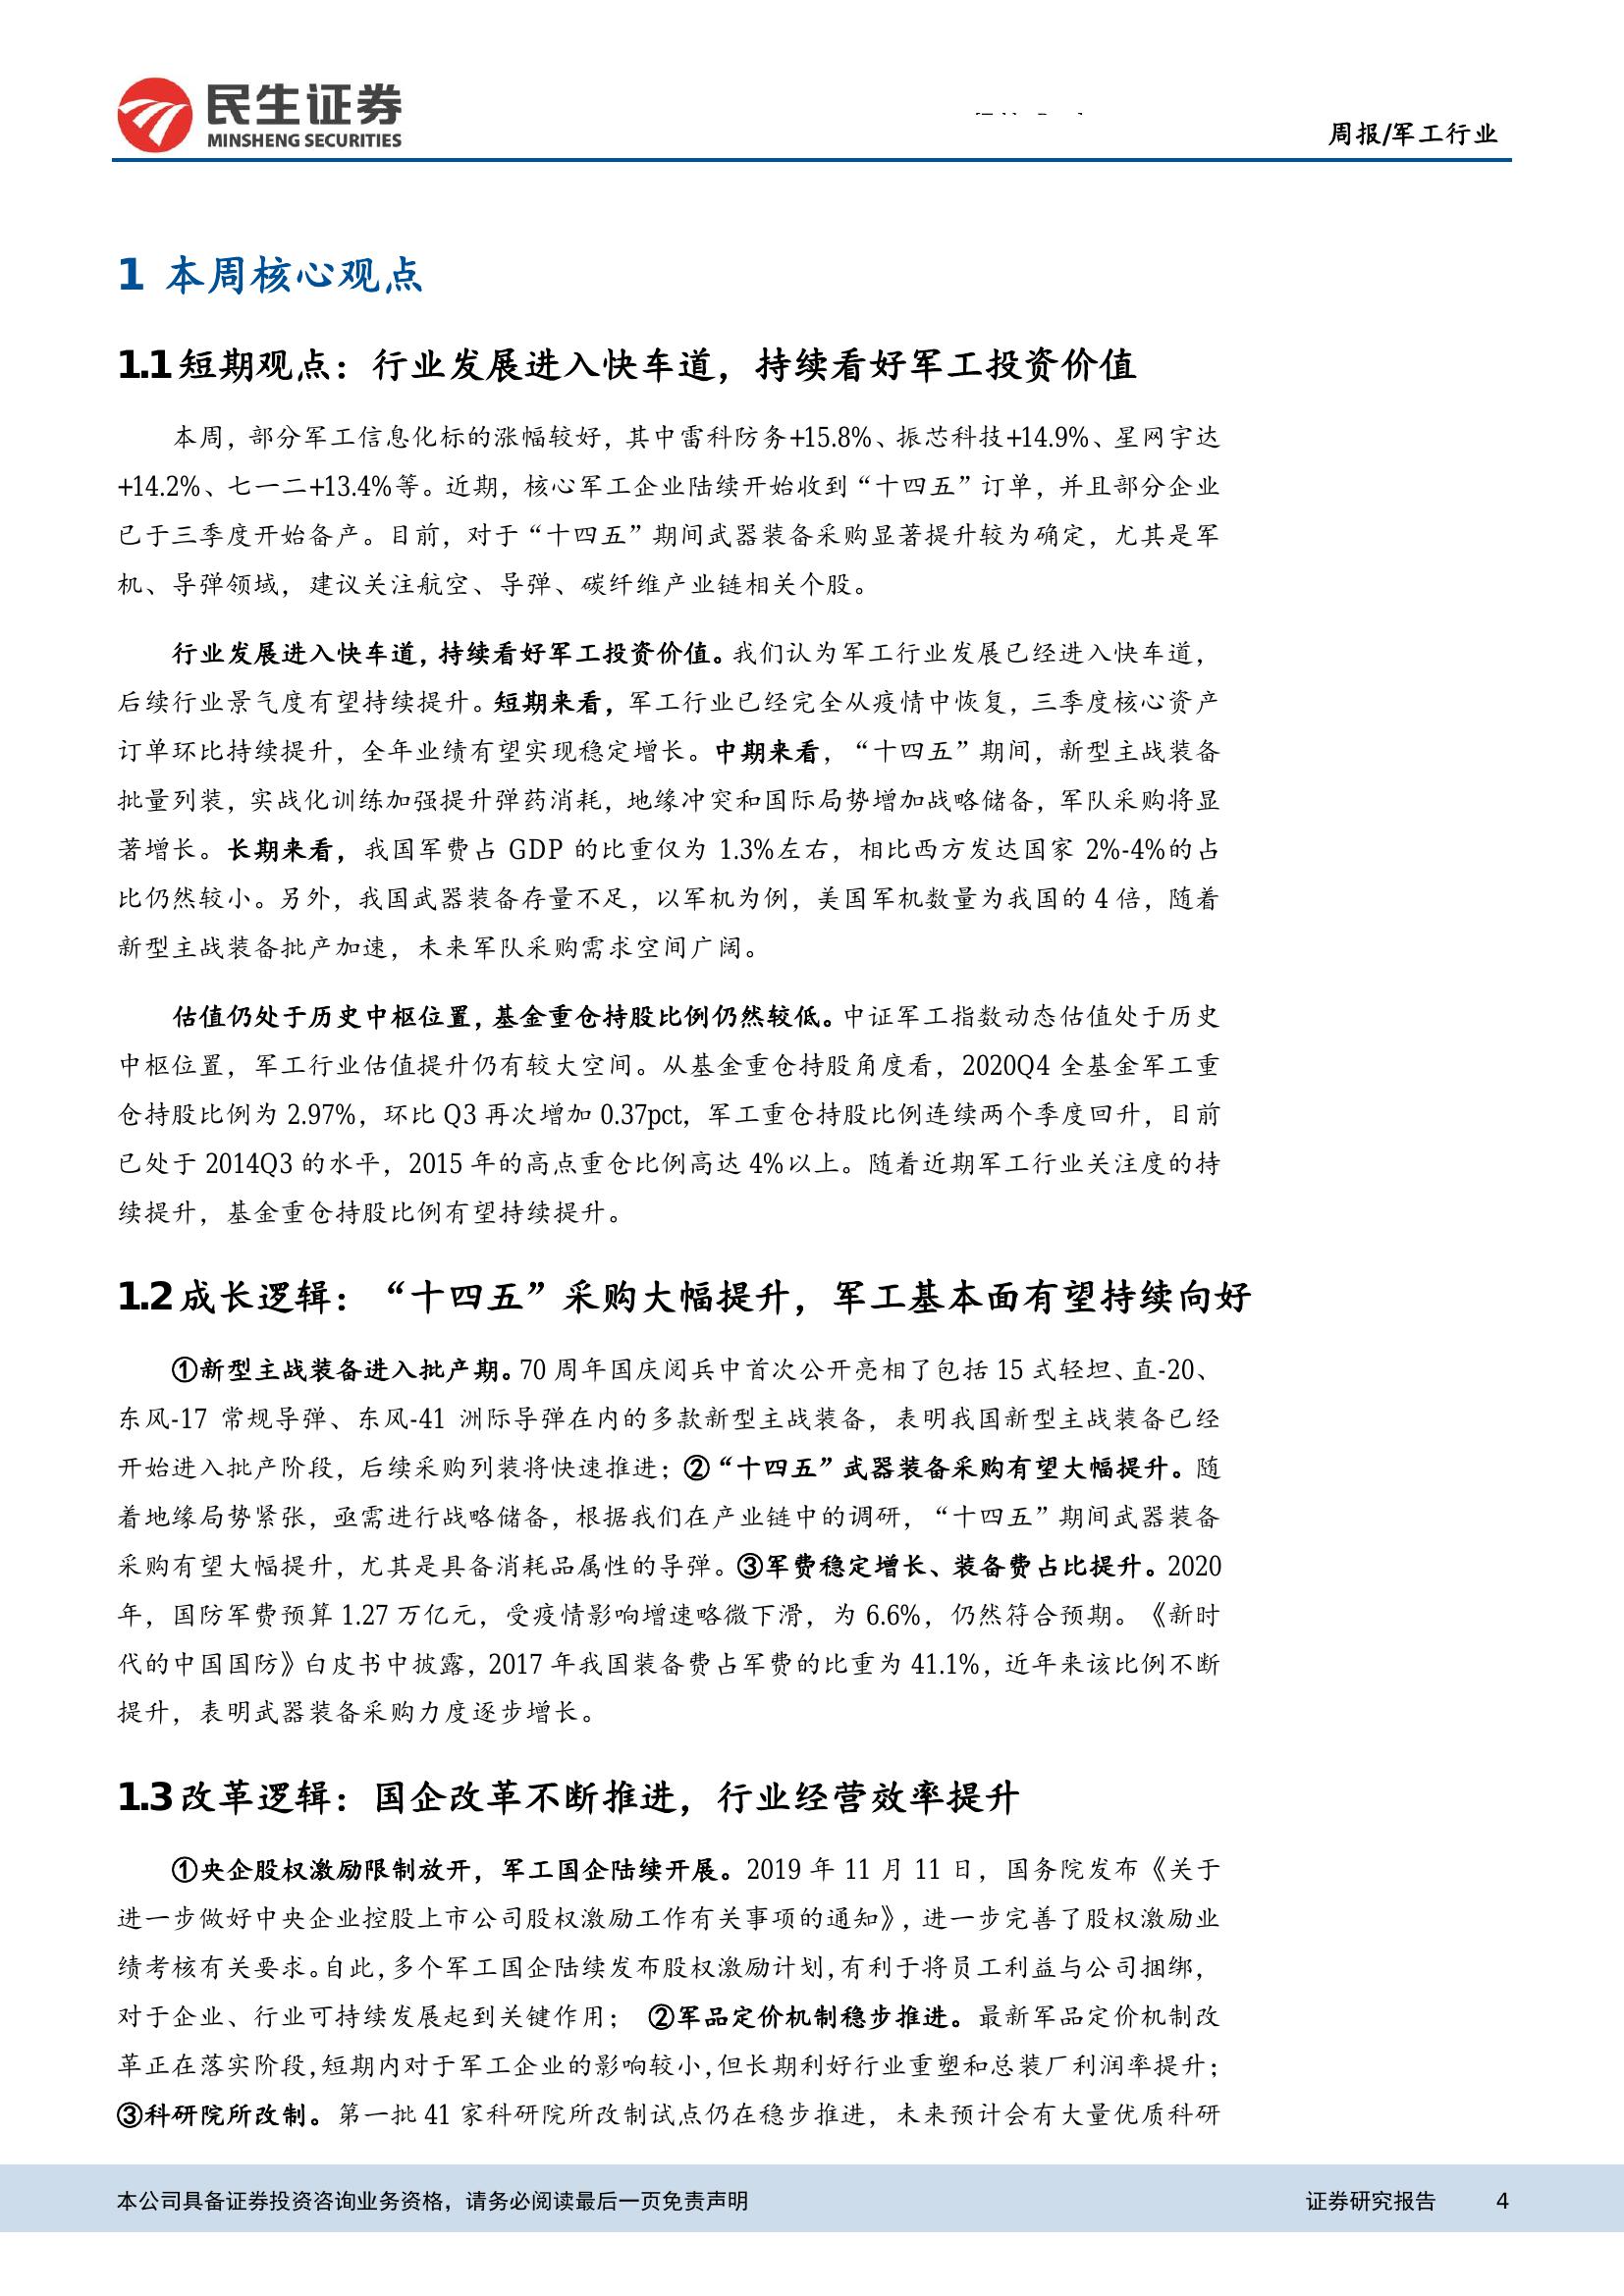 民生证券
MINSHENG SECURITIES
周报/军工行业
1 本周核心观点
1.1短期观点：行业发展进入快车道，持续看好军工投资价值
本周，部分军工信息化标的涨幅较好，其中雷科防务+15.8%、振芯科技+14.9%、星网宇达
+14.2%、七一二+13.4%等。近期，核心军工企业陆续开始收到“十四五”订单，并且部分企业
已于三季度开始备产。目前，对于“十四五”期间武器装备采购显著提升较为确定，尤其是军
机、导弹领域，建议关注航空、导弹、碳纤维产业链相关个股。
行业发展进入快车道，持续看好军工投资价值。我们认为军工行业发展已经进入快车道，
后续行业景气度有望持续提升。短期来看，军工行业已经完全从疫情中恢复，三季度核心资产
订单环比持续提升，全年业绩有望实现稳定增长。中期来看，“十四五”期间，新型主战装备
批量列装，实战化训练加强提升弹药消耗，地缘冲突和国际局势增加战略储备，军队采购将显
著增长。长期来看，我国军费占 GDP 的比重仅为 1.3%左右，相比西方发达国家 2%-4%的占
比仍然较小。另外，我国武器装备存量不足，以军机为例，美国军机数量为我国的 4 倍，随着
新型主战装备批产加速，未来军队采购需求空间广阔。
估值仍处于历史中枢位置，基金重仓持股比例仍然较低。中证军工指数动态估值处于历史
中枢位置，军工行业估值提升仍有较大空间。从基金重仓持股角度看，2020Q4 全基金军工重
仓持股比例为 2.97%，环比 Q3 再次增加 0.37pct，军工重仓持股比例连续两个季度回升，目前
已处于 2014Q3 的水平，2015 年的高点重仓比例高达 4%以上。随着近期军工行业关注度的持
续提升，基金重仓持股比例有望持续提升。
1.2成长逻辑：“十四五”采购大幅提升，军工基本面有望持续向好
①新型主战装备进入批产期。70 周年国庆阅兵中首次公开亮相了包括 15 式轻坦、直-20、
东风-17 常规导弹、东风-41 洲际导弹在内的多款新型主战装备，表明我国新型主战装备已经
开始进入批产阶段，后续采购列装将快速推进；②“十四五”武器装备采购有望大幅提升。随
着地缘局势紧张，亟需进行战略储备，根据我们在产业链中的调研，“十四五”期间武器装备
采购有望大幅提升，尤其是具备消耗品属性的导弹。③军费稳定增长、装备费占比提升。2020
年，国防军费预算 1.27 万亿元，受疫情影响增速略微下滑，为 6.6%，仍然符合预期。《新时
代的中国国防》白皮书中披露，2017 年我国装备费占军费的比重为 41.1%，近年来该比例不断
提升，表明武器装备采购力度逐步增长。
1.3改革逻辑：国企改革不断推进，行业经营效率提升
①央企股权激励限制放开，军工国企陆续开展。2019 年 11 月 11 日，国务院发布《关于
进一步做好中央企业控股上市公司股权激励工作有关事项的通知》，进一步完善了股权激励业
绩考核有关要求。自此，多个军工国企陆续发布股权激励计划，有利于将员工利益与公司捆绑，
对于企业、行业可持续发展起到关键作用； ②军品定价机制稳步推进。最新军品定价机制改
革正在落实阶段，短期内对于军工企业的影响较小，但长期利好行业重塑和总装厂利润率提升；
③科研院所改制。第一批 41 家科研院所改制试点仍在稳步推进，未来预计会有大量优质科研
本公司具备证券投资咨询业务资格，请务必阅读最后一页免责声明
证券研究报告 4